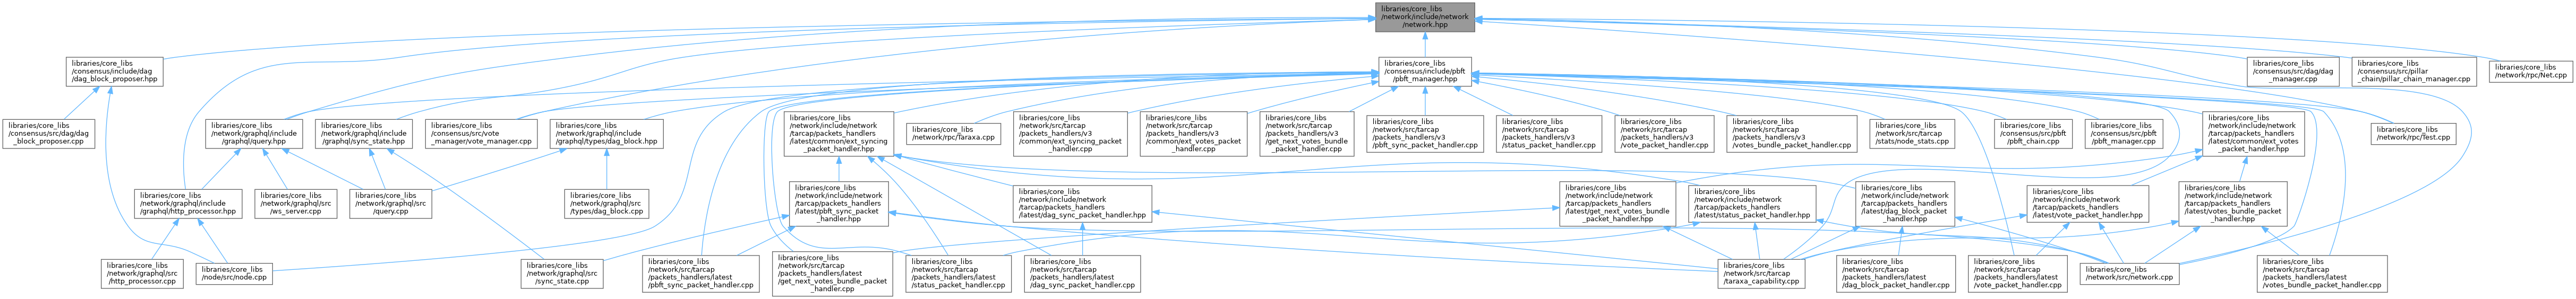 libraries/core_libs
/network/include/network
/network.hpp
libraries/core_libs
/consensus/include/dag
/dag_block_proposer.hpp
libraries/core_libs
/consensus/include/pbft
/pbft_manager.hpp
libraries/core_libs
/consensus/src/dag/dag
_manager.cpp
libraries/core_libs
/consensus/src/pillar
_chain/pillar_chain_manager.cpp
libraries/core_libs
/network/rpc/Net.cpp
libraries/core_libs
/consensus/src/dag/dag
_block_proposer.cpp
libraries/core_libs
/network/graphql/include
/graphql/query.hpp
libraries/core_libs
/network/graphql/include
/graphql/sync_state.hpp
libraries/core_libs
/consensus/src/vote
_manager/vote_manager.cpp
libraries/core_libs
/network/graphql/include
/graphql/types/dag_block.hpp
libraries/core_libs
/network/include/network
/tarcap/packets_handlers
/latest/common/ext_syncing
_packet_handler.hpp
libraries/core_libs
/network/rpc/Taraxa.cpp
libraries/core_libs
/network/src/tarcap
/packets_handlers/v3
/common/ext_syncing_packet
_handler.cpp
libraries/core_libs
/network/src/tarcap
/packets_handlers/v3
/common/ext_votes_packet
_handler.cpp
libraries/core_libs
/network/src/tarcap
/packets_handlers/v3
/get_next_votes_bundle
_packet_handler.cpp
libraries/core_libs
/network/src/tarcap
/packets_handlers/v3
/pbft_sync_packet_handler.cpp
libraries/core_libs
/network/src/tarcap
/packets_handlers/v3
/status_packet_handler.cpp
libraries/core_libs
/network/src/tarcap
/packets_handlers/v3
/vote_packet_handler.cpp
libraries/core_libs
/network/src/tarcap
/packets_handlers/v3
/votes_bundle_packet_handler.cpp
libraries/core_libs
/network/src/tarcap
/stats/node_stats.cpp
libraries/core_libs
/consensus/src/pbft
/pbft_chain.cpp
libraries/core_libs
/consensus/src/pbft
/pbft_manager.cpp
libraries/core_libs
/network/include/network
/tarcap/packets_handlers
/latest/common/ext_votes
_packet_handler.hpp
libraries/core_libs
/network/rpc/Test.cpp
libraries/core_libs
/network/graphql/include
/graphql/http_processor.hpp
libraries/core_libs
/network/graphql/src
/ws_server.cpp
libraries/core_libs
/network/graphql/src
/query.cpp
libraries/core_libs
/network/graphql/src
/types/dag_block.cpp
libraries/core_libs
/network/include/network
/tarcap/packets_handlers
/latest/pbft_sync_packet
_handler.hpp
libraries/core_libs
/network/include/network
/tarcap/packets_handlers
/latest/dag_sync_packet_handler.hpp
libraries/core_libs
/network/include/network
/tarcap/packets_handlers
/latest/get_next_votes_bundle
_packet_handler.hpp
libraries/core_libs
/network/include/network
/tarcap/packets_handlers
/latest/status_packet_handler.hpp
libraries/core_libs
/network/include/network
/tarcap/packets_handlers
/latest/dag_block_packet
_handler.hpp
libraries/core_libs
/network/include/network
/tarcap/packets_handlers
/latest/vote_packet_handler.hpp
libraries/core_libs
/network/include/network
/tarcap/packets_handlers
/latest/votes_bundle_packet
_handler.hpp
libraries/core_libs
/network/graphql/src
/http_processor.cpp
libraries/core_libs
/node/src/node.cpp
libraries/core_libs
/network/graphql/src
/sync_state.cpp
libraries/core_libs
/network/src/tarcap
/packets_handlers/latest
/pbft_sync_packet_handler.cpp
libraries/core_libs
/network/src/tarcap
/packets_handlers/latest
/get_next_votes_bundle_packet
_handler.cpp
libraries/core_libs
/network/src/tarcap
/packets_handlers/latest
/status_packet_handler.cpp
libraries/core_libs
/network/src/tarcap
/packets_handlers/latest
/dag_sync_packet_handler.cpp
libraries/core_libs
/network/src/tarcap
/taraxa_capability.cpp
libraries/core_libs
/network/src/tarcap
/packets_handlers/latest
/dag_block_packet_handler.cpp
libraries/core_libs
/network/src/tarcap
/packets_handlers/latest
/vote_packet_handler.cpp
libraries/core_libs
/network/src/network.cpp
libraries/core_libs
/network/src/tarcap
/packets_handlers/latest
/votes_bundle_packet_handler.cpp